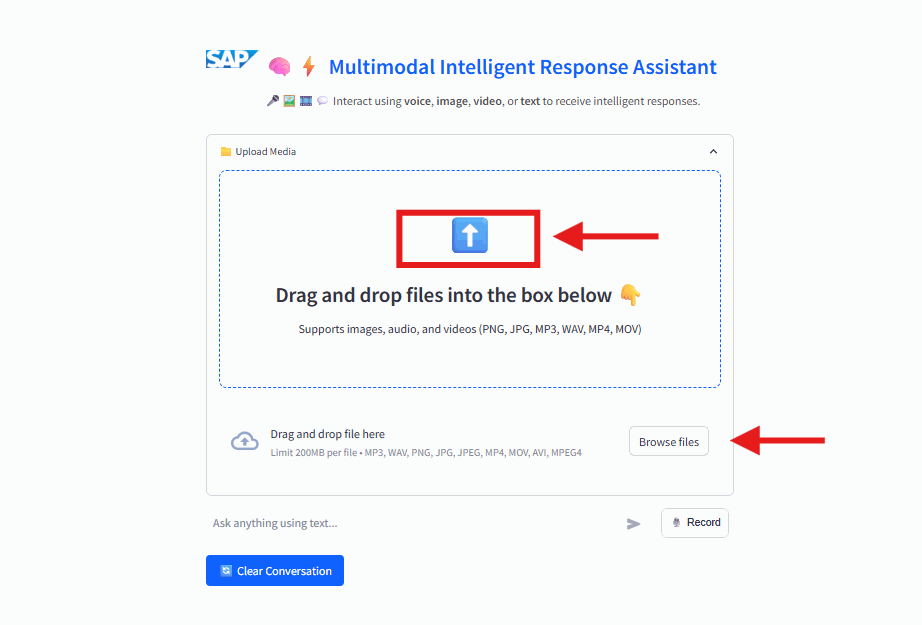 SAP
Multimodal Intelligent Response Assistant
Interact using voice, image, video, or text to receive intelligent responses.
Upload Media
Drag and drop files into the box below
Supports images, audio, and videos (PNG, JPG, MP3, WAV, MP4, MOV)
Drag and drop file here
Limit 200MB per file • MP3, WAV, PNG, JPG, JPEG, MP4, MOV, AVI, MPEG4
Browse files
Ask anything using text...
Record
Clear Conversation